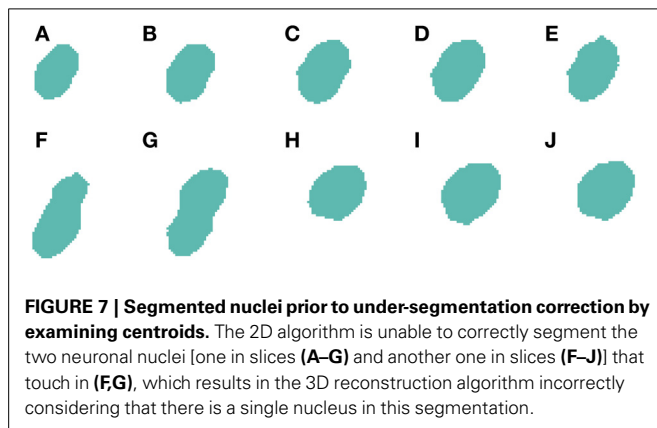 A B C D E
F G H I J
FIGURE 7 | Segmented nuclei prior to under-segmentation correction by
examining centroids. The 2D algorithm is unable to correctly segment the
two neuronal nuclei [one in slices (A–G) and another one in slices (F–J)] that
touch in (F,G), which results in the 3D reconstruction algorithm incorrectly
considering that there is a single nucleus in this segmentation.